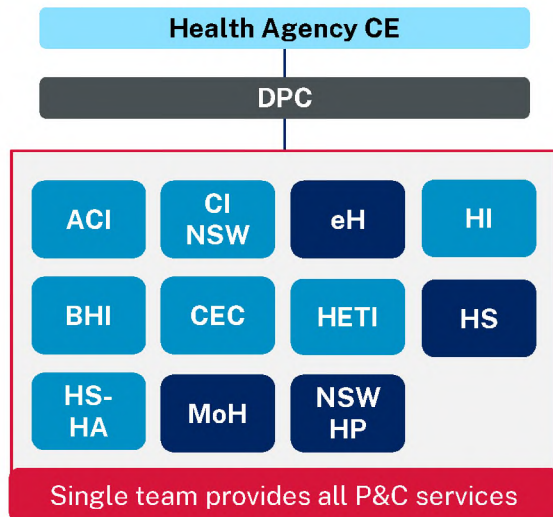 Health Agency CE
DPC
ACI
CI
NSW
eH
HI
BHI
CEC
HETI
HS
HS-
HA
MoH
NSW
HP
Single team provides all P&C services